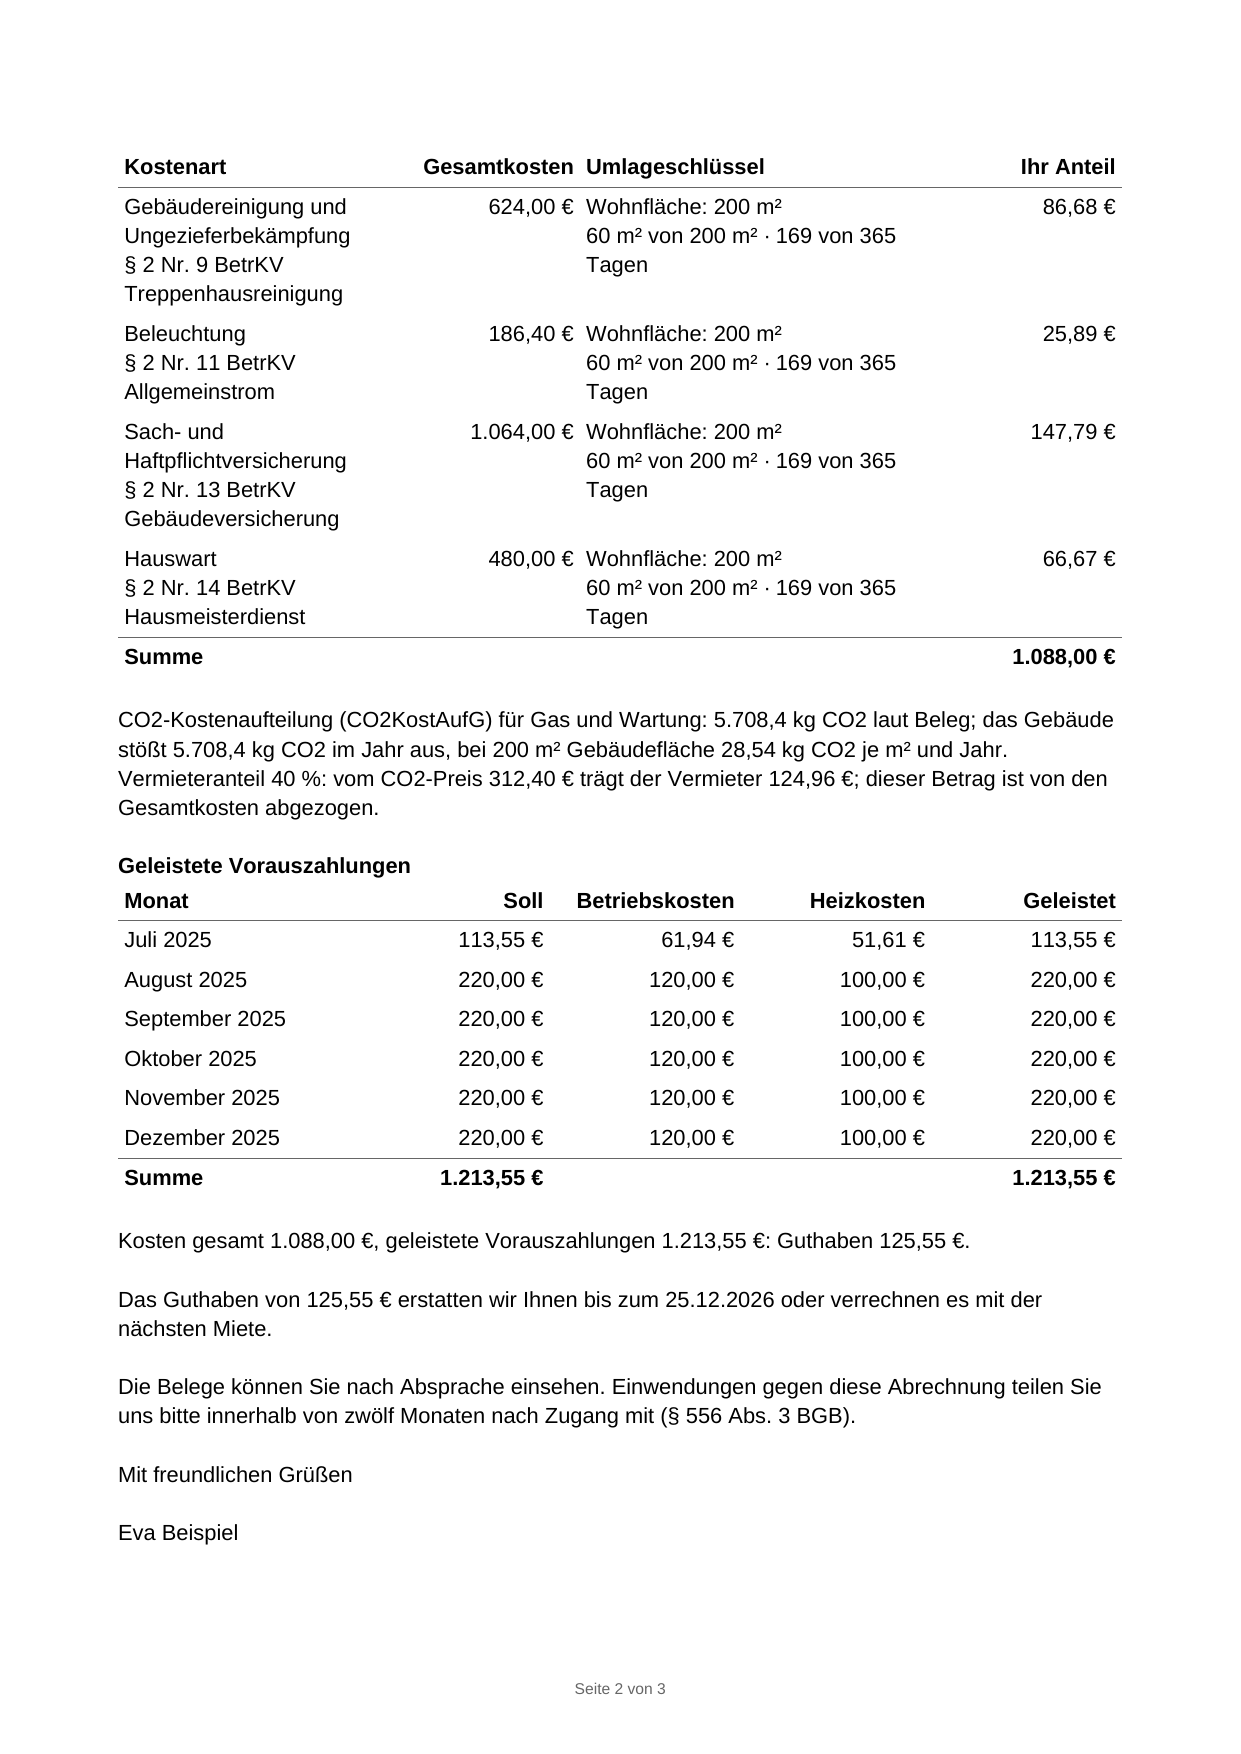 Kostenart Gesamtkosten Umlageschlüssel Ihr Anteil
Gebäudereinigung und 624,00 € Wohnfläche: 200 m² 86,68 €
Ungezieferbekämpfung 60 m² von 200 m² · 169 von 365
§ 2 Nr. 9 BetrKV Tagen
Treppenhausreinigung
Beleuchtung 186,40 € Wohnfläche: 200 m² 25,89 €
§ 2 Nr. 11 BetrKV 60 m² von 200 m² · 169 von 365
Allgemeinstrom Tagen
Sach- und 1.064,00 € Wohnfläche: 200 m² 147,79 €
Haftpflichtversicherung 60 m² von 200 m² · 169 von 365
§ 2 Nr. 13 BetrKV Tagen
Gebäudeversicherung
Hauswart 480,00 € Wohnfläche: 200 m² 66,67 €
§ 2 Nr. 14 BetrKV 60 m² von 200 m² · 169 von 365
Hausmeisterdienst Tagen
Summe 1.088,00 €
CO2-Kostenaufteilung (CO2KostAufG) für Gas und Wartung: 5.708,4 kg CO2 laut Beleg; das Gebäude
stößt 5.708,4 kg CO2 im Jahr aus, bei 200 m² Gebäudefläche 28,54 kg CO2 je m² und Jahr.
Vermieteranteil 40 %: vom CO2-Preis 312,40 € trägt der Vermieter 124,96 €; dieser Betrag ist von den
Gesamtkosten abgezogen.
Geleistete Vorauszahlungen
Monat Soll Betriebskosten Heizkosten Geleistet
Juli 2025 113,55 € 61,94 € 51,61 € 113,55 €
August 2025 220,00 € 120,00 € 100,00 € 220,00 €
September 2025 220,00 € 120,00 € 100,00 € 220,00 €
Oktober 2025 220,00 € 120,00 € 100,00 € 220,00 €
November 2025 220,00 € 120,00 € 100,00 € 220,00 €
Dezember 2025 220,00 € 120,00 € 100,00 € 220,00 €
Summe 1.213,55 € 1.213,55 €
Kosten gesamt 1.088,00 €, geleistete Vorauszahlungen 1.213,55 €: Guthaben 125,55 €.
Das Guthaben von 125,55 € erstatten wir Ihnen bis zum 25.12.2026 oder verrechnen es mit der
nächsten Miete.
Die Belege können Sie nach Absprache einsehen. Einwendungen gegen diese Abrechnung teilen Sie
uns bitte innerhalb von zwölf Monaten nach Zugang mit (§ 556 Abs. 3 BGB).
Mit freundlichen Grüßen
Eva Beispiel
Seite 2 von 3